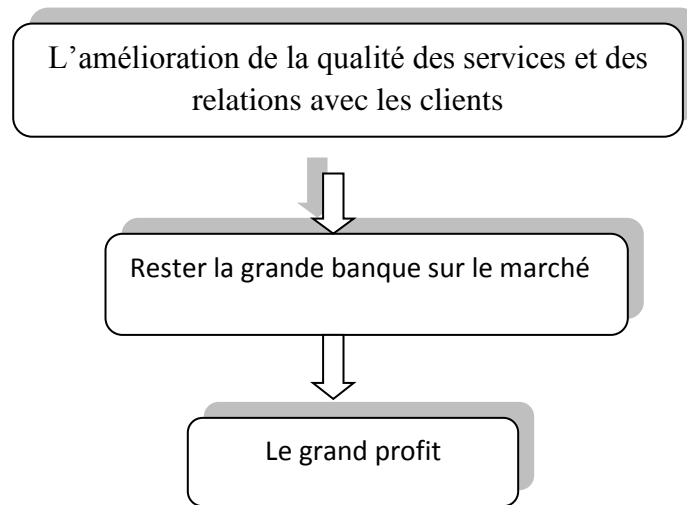 L’amélioration de la qualité des services et des
relations avec les clients
Rester la grande banque sur le marché
Le grand profit